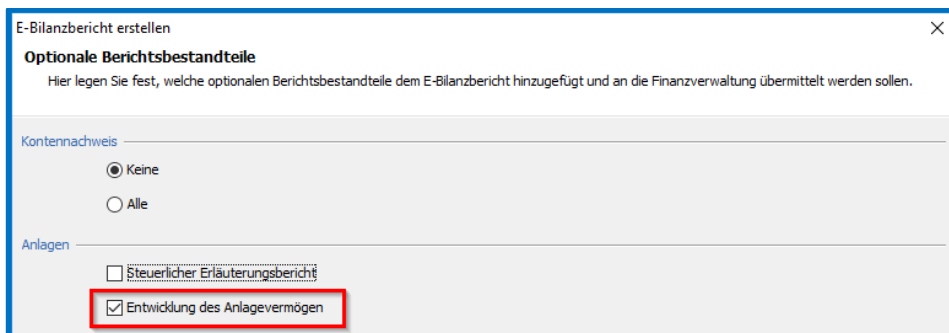 E-Bilanzbericht erstellen
Optionale Berichtsbestandteile
Hier legen Sie fest, welche optionalen Berichtsbestandteile dem E-Bilanzbericht hinzugefügt und an die Finanzverwaltung übermittelt werden sollen.
Kontennachweis
Keine
Alle
Anlagen
Steuerlicher Erläuterungsbericht
Entwicklung des Anlagevermögen